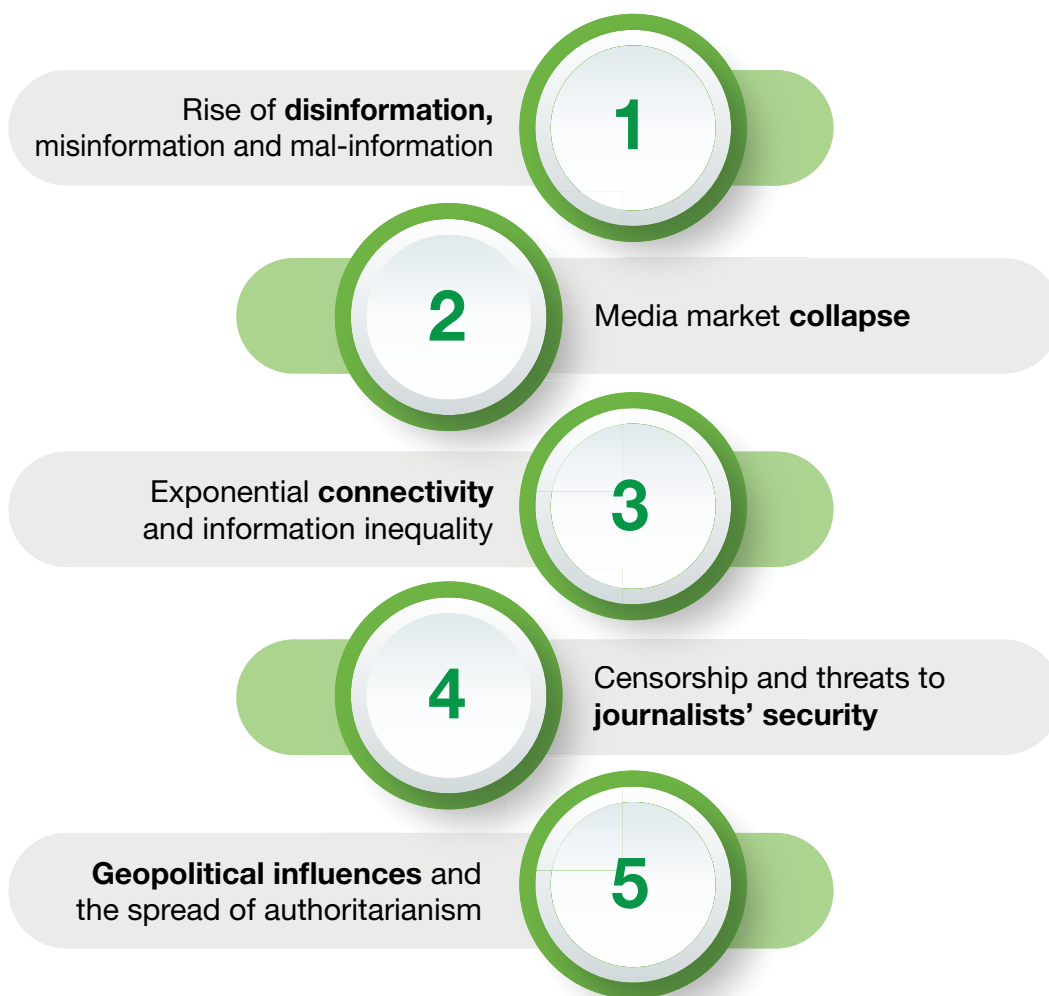 Rise of disinformation,
misinformation and mal-information
1
2
Media market collapse
Exponential connectivity
and information inequality
3
4
Censorship and threats to
journalists’ security
Geopolitical influences and
the spread of authoritarianism
5